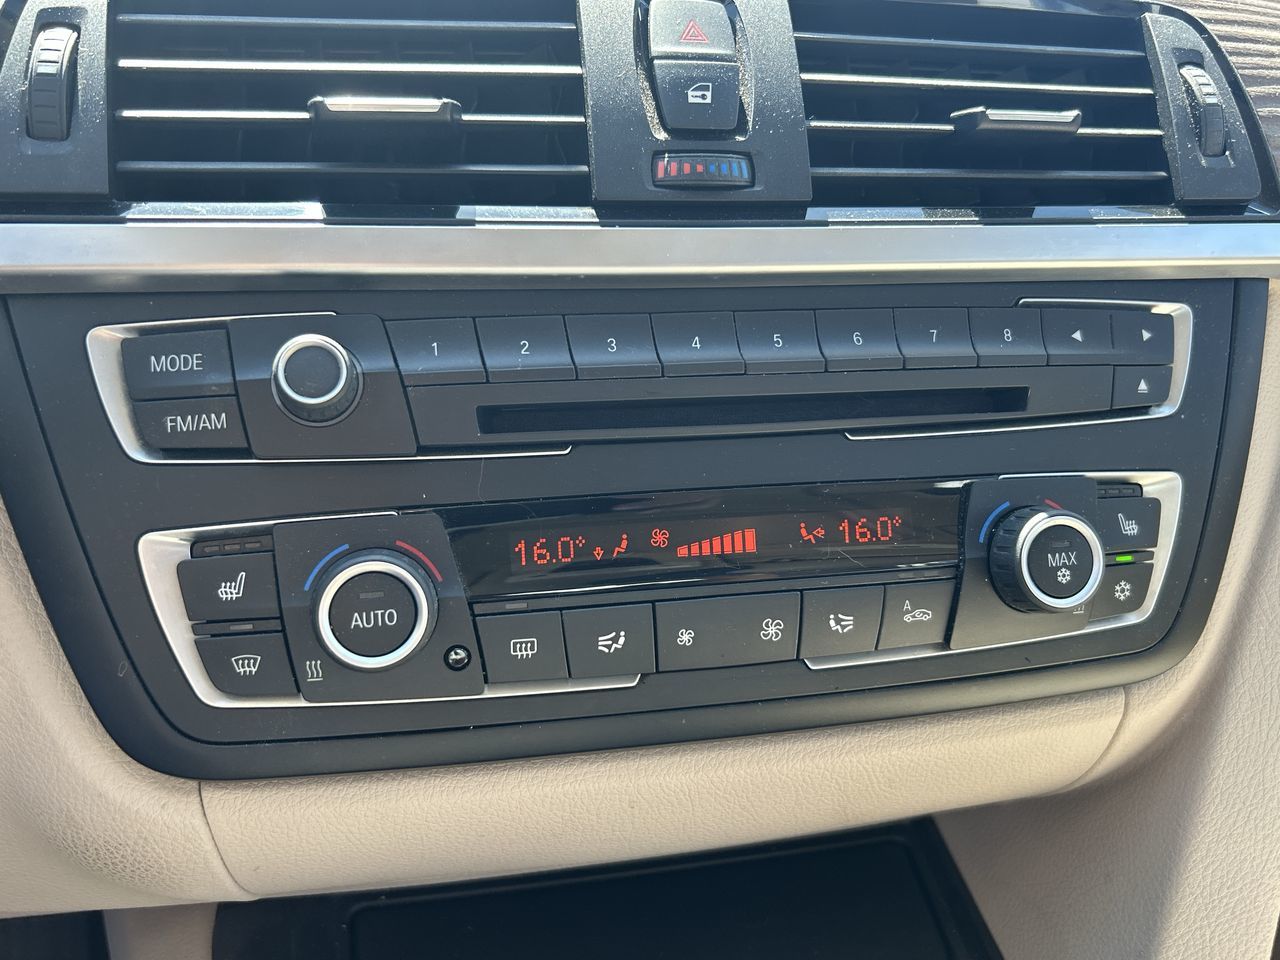 MODE
1 2 3 4 5 6 7 8
FM/AM
16.0° 16.0°
MAX
AUTO
A